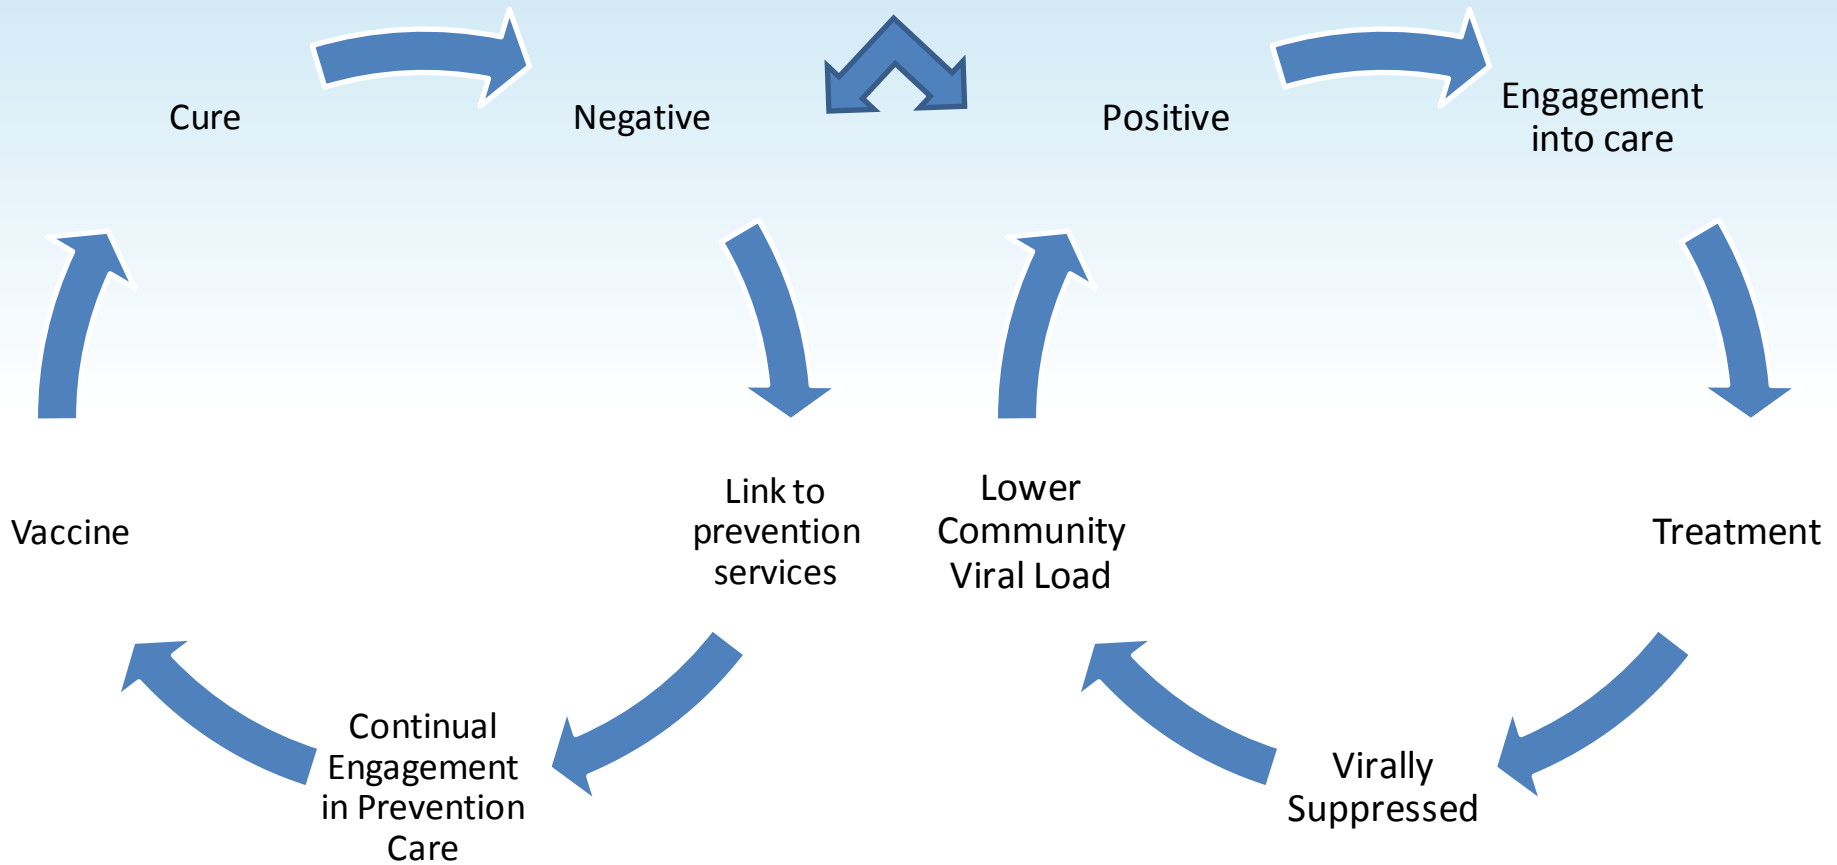 Cure
Negative
Positive
Engagement
into care
Vaccine
Link to
prevention
services
Lower
Community
Viral Load
Treatment
Continual
Engagement
in Prevention
Care
Virally
Suppressed